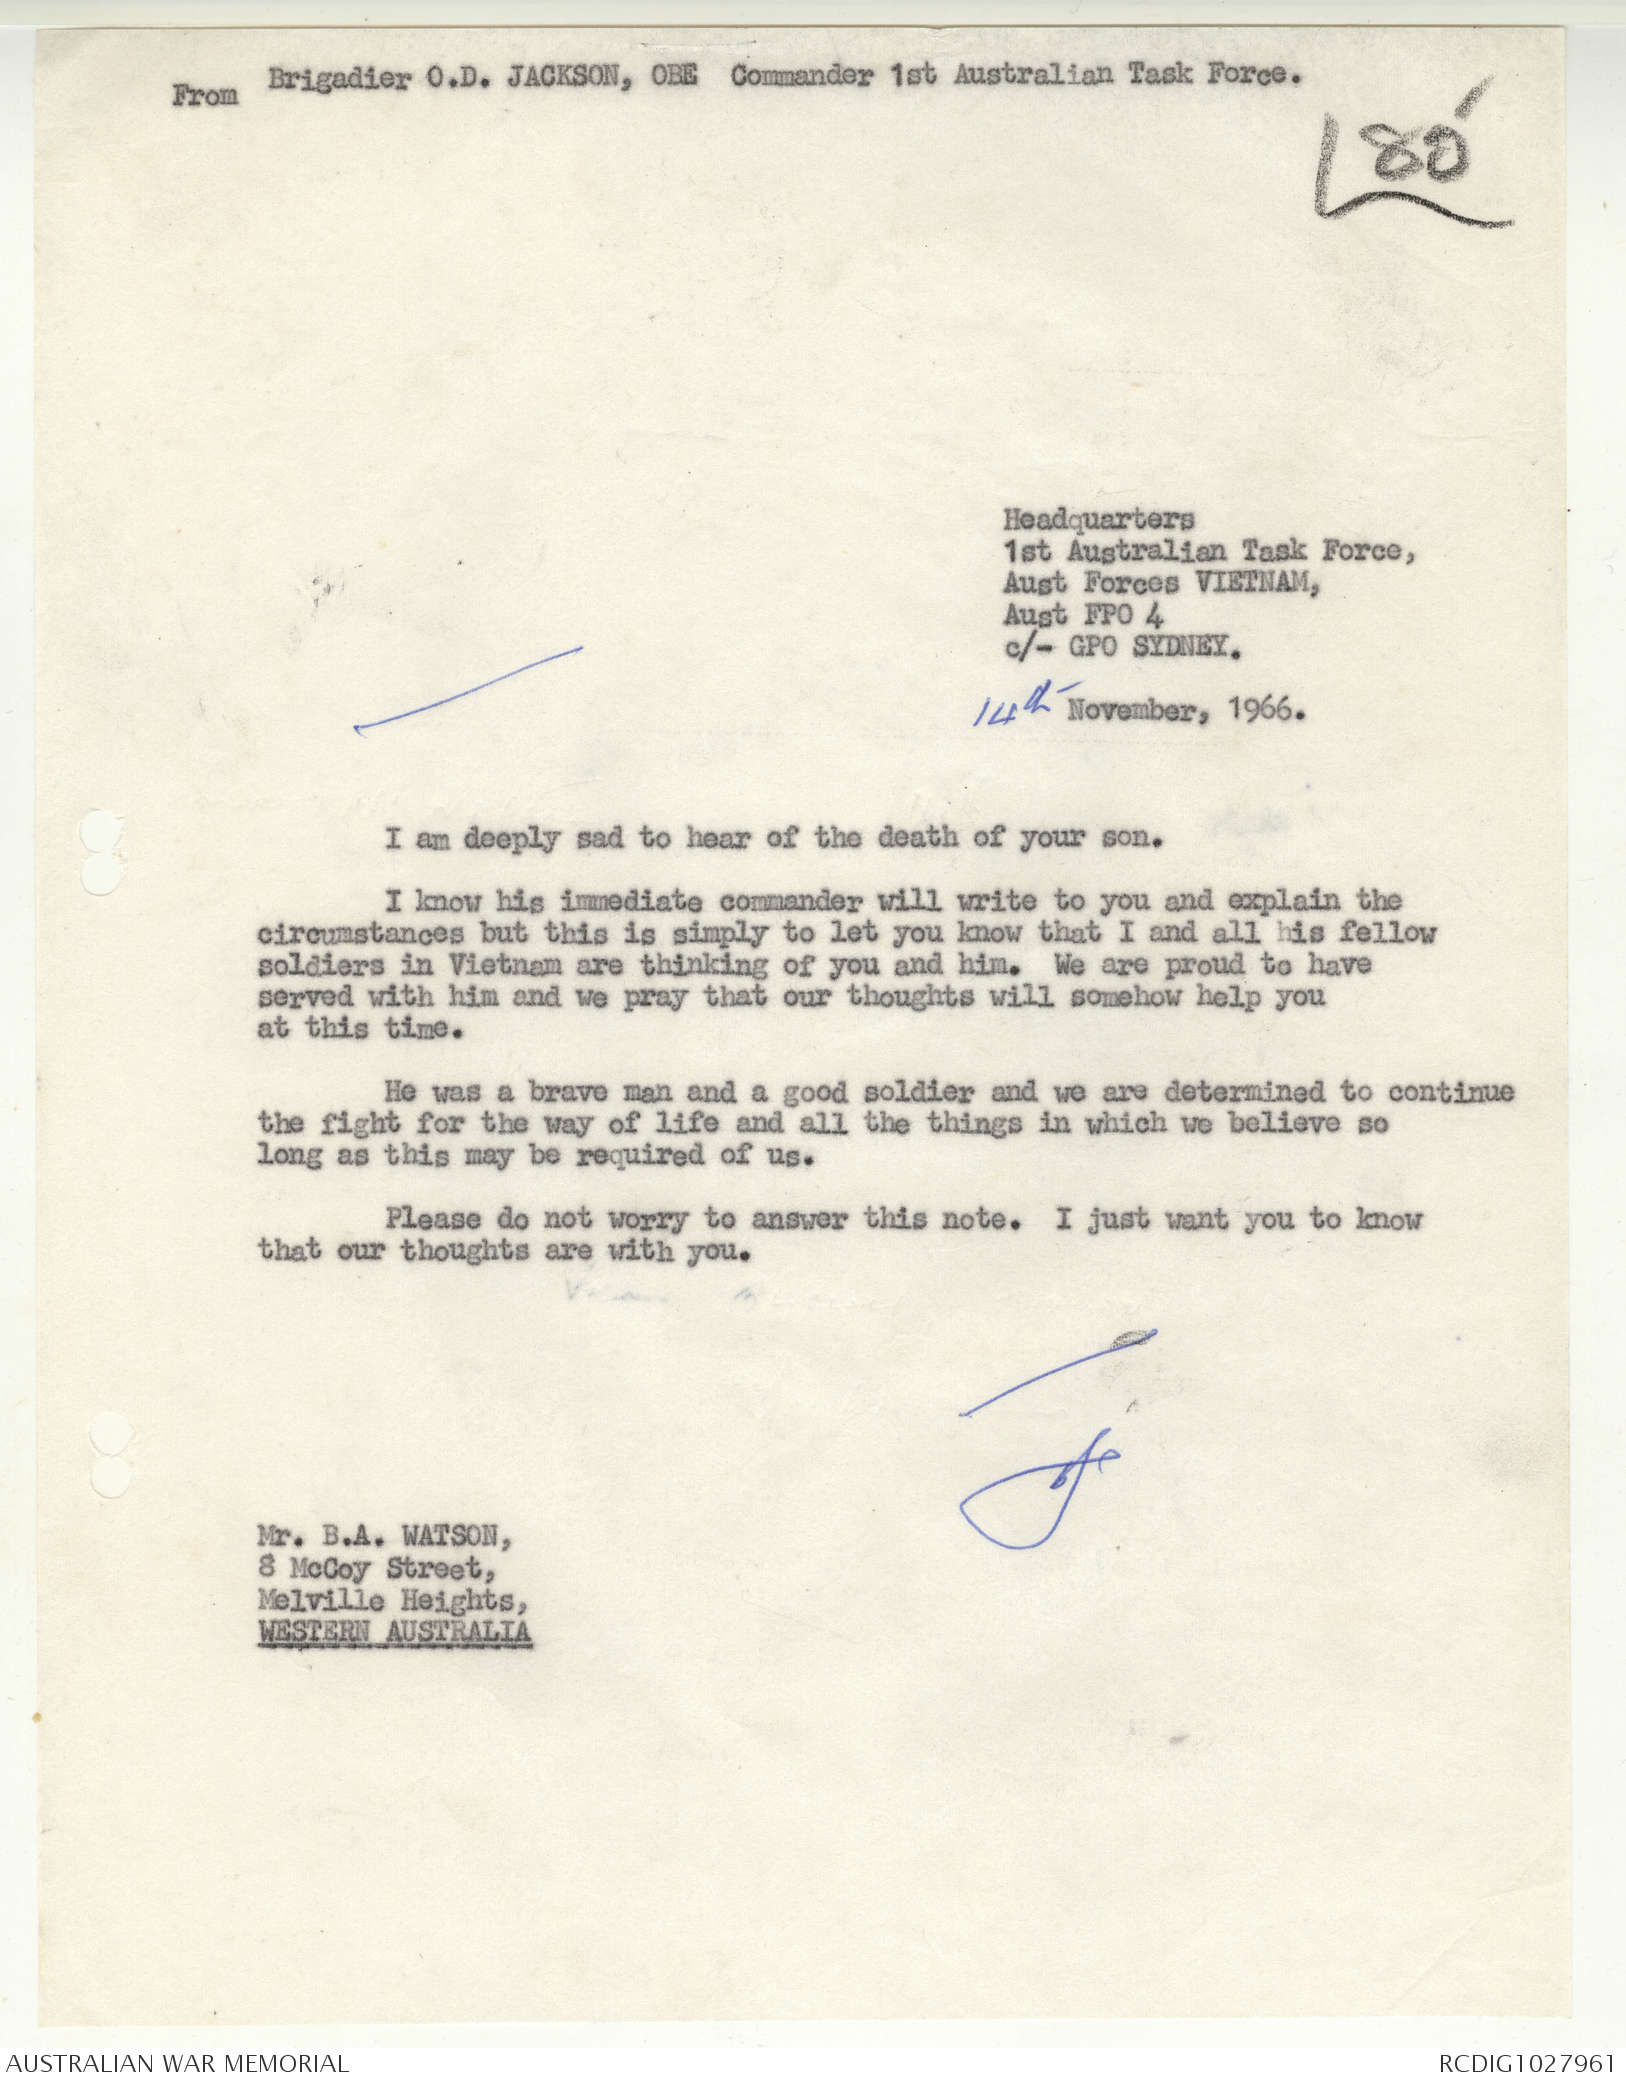 From Brigadier O.D. JACKSON, OBE Commander 1st Australian Task Force.
80
Headquarters
1st Australian Task Force,
Aust Forces VIETNAM,
Aust FPO 4
c/- GPO SYDNEY.
14th November, 1966.
I am deeply sad to hear of the death of your son.
I know his immediate commander will write to you and explain the
circumstances but this is simply to let you know that I and all his fellow
soldiers in Vietnam are thinking of you and him. We are proud to have
served with him and we pray that our thoughts will somehow help you
at this time.
He was a brave man and a good soldier and we are determined to continue
the fight for the way of life and all the things in which we believe so
long as this may be required of us.
Please do not worry to answer this note. I just want you to know
that our thoughts are with you.
Mr. B.A. WATSON,
8 McCoy Street,
Melville Heights,
WESTERN AUSTRALIA
AUSTRALIAN WAR MEMORIAL
RCDIG1027961